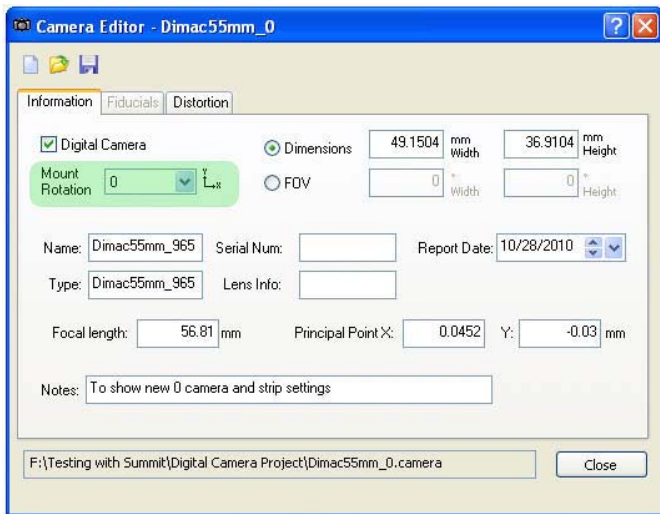 Camera Editor - Dimac55mm_0
Information Fiducials Distortion
Digital Camera Dimensions 49.1504 mm Width 36.9104 mm Height
Mount Rotation 0 Y X
FOV 0 ° Width 0 ° Height
Name: Dimac55mm_965 Serial Num: Report Date: 10/28/2010
Type: Dimac55mm_965 Lens Info:
Focal length: 56.81 mm Principal Point X: 0.0452 Y: -0.03 mm
Notes: To show new 0 camera and strip settings
F:\Testing with Summit\Digital Camera Project\Dimac55mm_0.camera Close